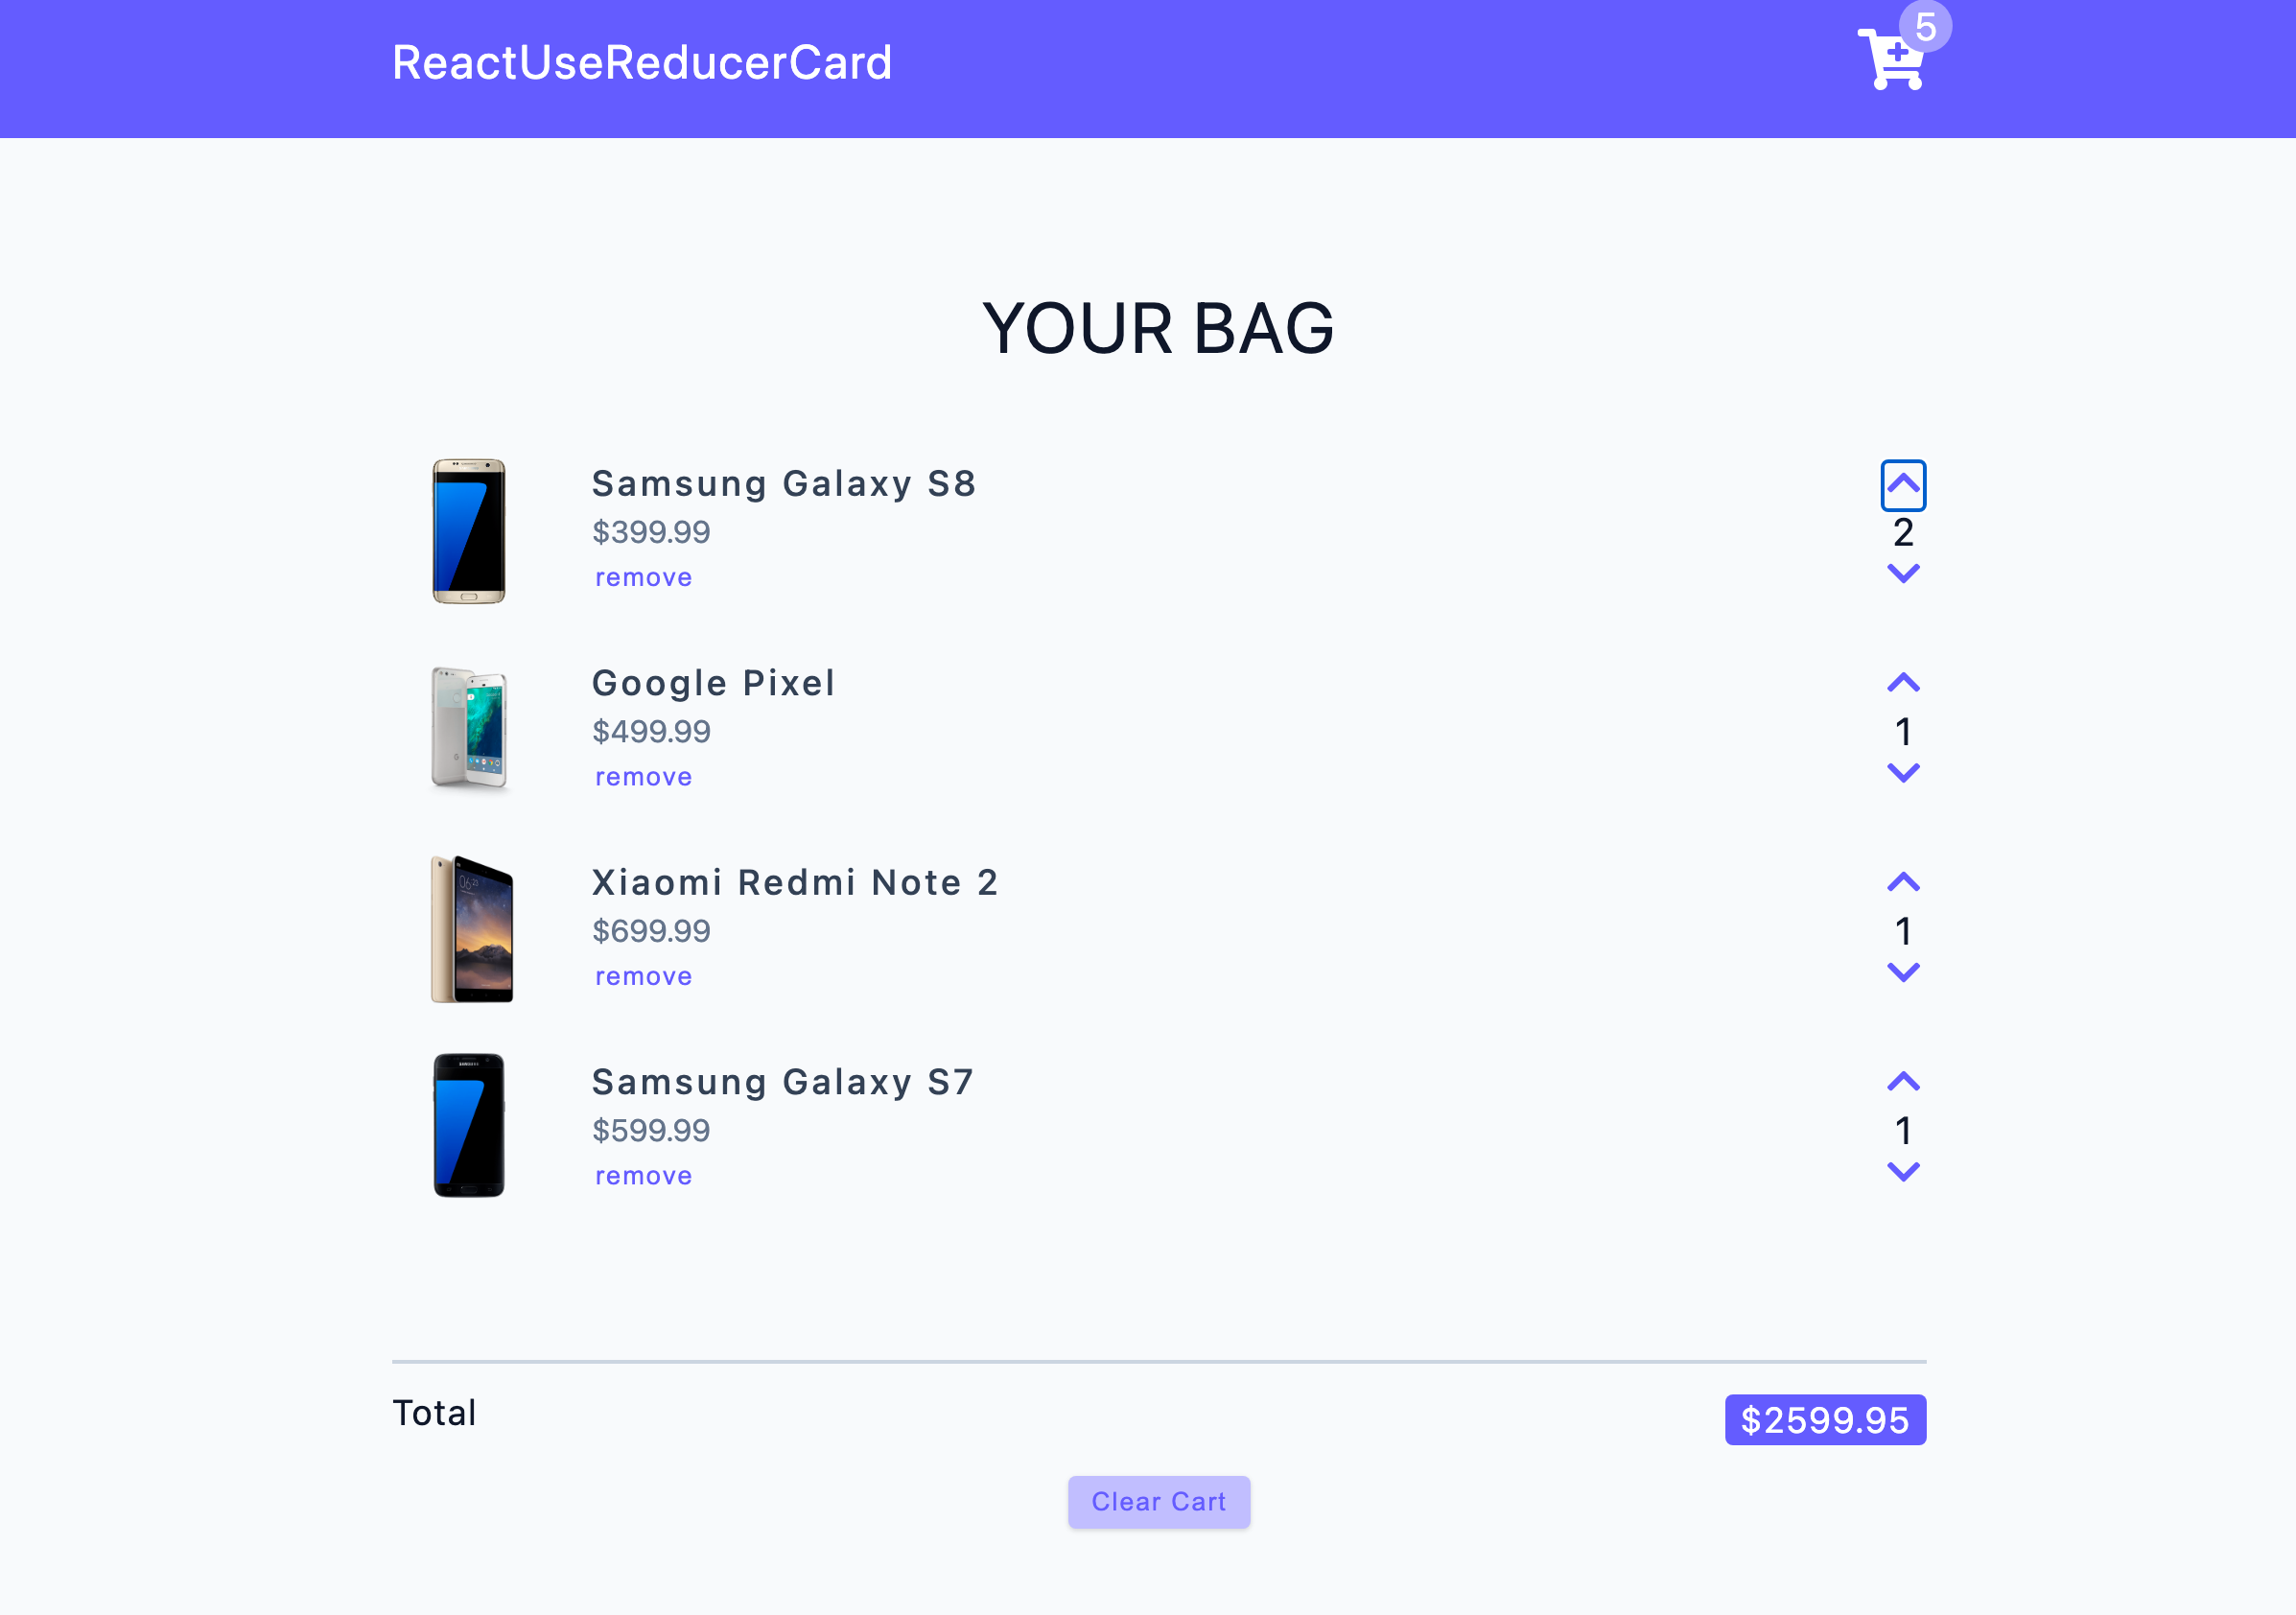 ReactUseReducerCard
5
YOUR BAG
Samsung Galaxy S8
$399.99
remove
2
Google Pixel
$499.99
remove
1
Xiaomi Redmi Note 2
$699.99
remove
1
Samsung Galaxy S7
$599.99
remove
1
Total
$2599.95
Clear Cart